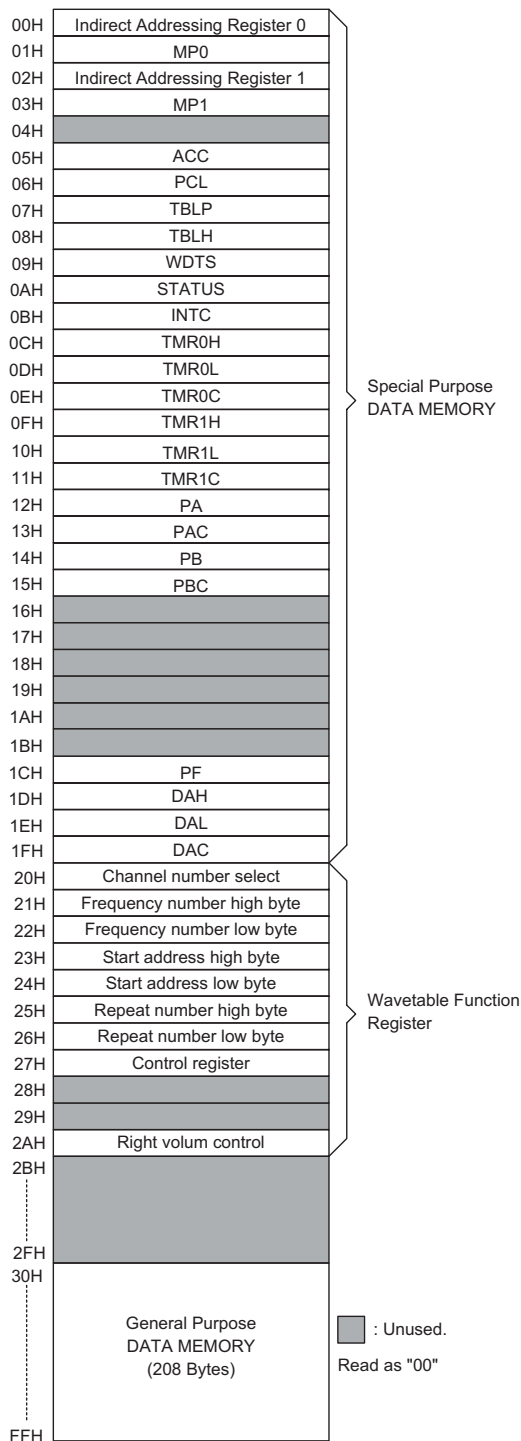 00H Indirect Addressing Register 0
01H MP0
02H Indirect Addressing Register 1
03H MP1
04H
05H ACC
06H PCL
07H TBLP
08H TBLH
09H WDTS
0AH STATUS
0BH INTC
0CH TMR0H
0DH TMR0L
0EH TMR0C
0FH TMR1H
10H TMR1L
11H TMR1C
12H PA
13H PAC
14H PB
15H PBC
16H
17H
18H
19H
1AH
1BH
1CH PF
1DH DAH
1EH DAL
1FH DAC
Special Purpose
DATA MEMORY
20H Channel number select
21H Frequency number high byte
22H Frequency number low byte
23H Start address high byte
24H Start address low byte
25H Repeat number high byte
26H Repeat number low byte
27H Control register
28H
29H
2AH Right volum control
Wavetable Function
Register
2BH
2FH
30H
General Purpose
DATA MEMORY
(208 Bytes)
FFH
: Unused.
Read as "00"